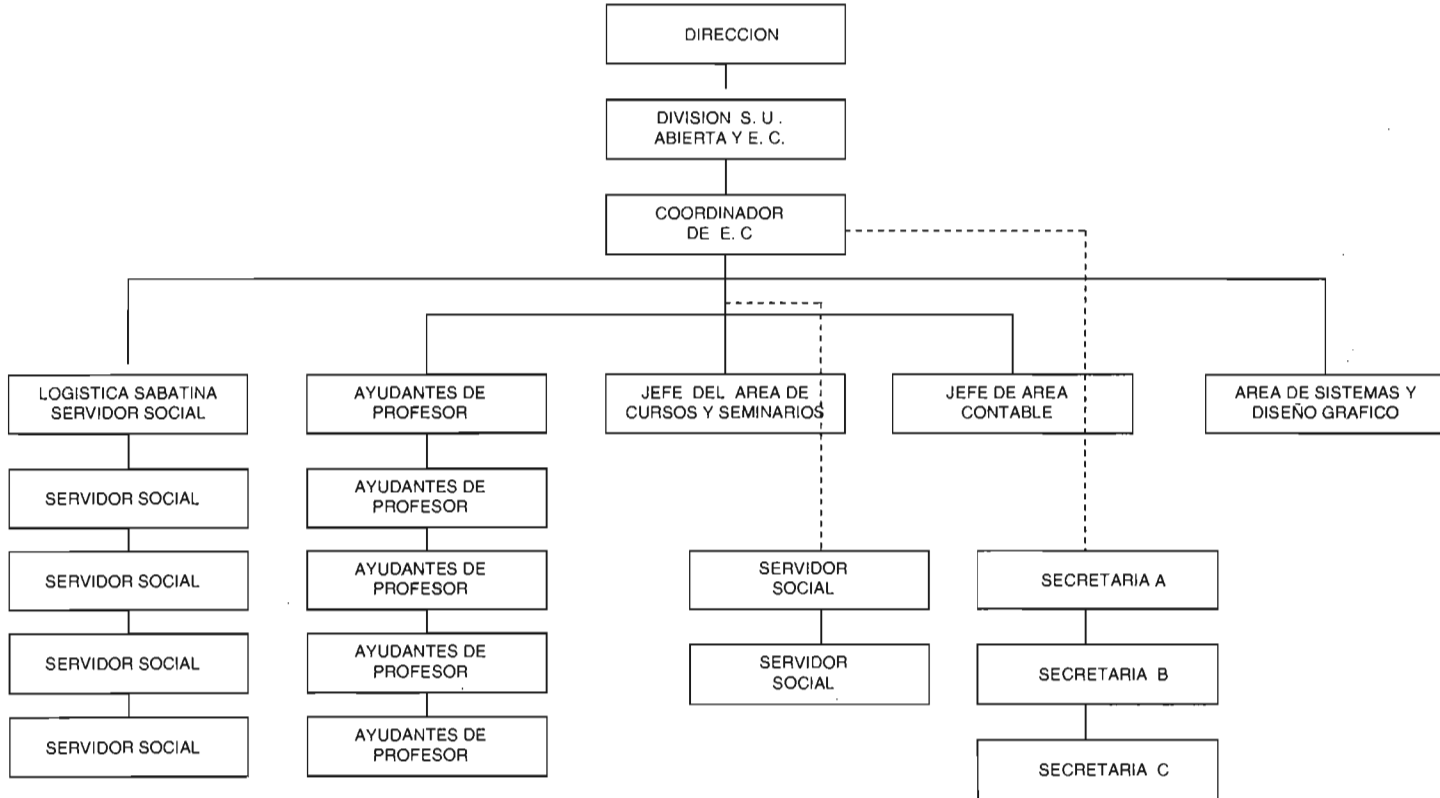 DIRECCION
DIVISION S. U .
ABIERTA Y E. C.
COORDINADOR
DE E. C
LOGISTICA SABATINA
SERVIDOR SOCIAL
AYUDANTES DE
PROFESOR
JEFE DEL AREA DE
CURSOS Y SEMINARIOS
JEFE DE AREA
CONTABLE
AREA DE SISTEMAS Y
DISEÑO GRAFICO
SERVIDOR SOCIAL
AYUDANTES DE
PROFESOR
SERVIDOR SOCIAL
AYUDANTES DE
PROFESOR
SERVIDOR
SOCIAL
SECRETARIA A
SERVIDOR SOCIAL
AYUDANTES DE
PROFESOR
SERVIDOR
SOCIAL
SECRETARIA B
SERVIDOR SOCIAL
AYUDANTES DE
PROFESOR
SECRETARIA C